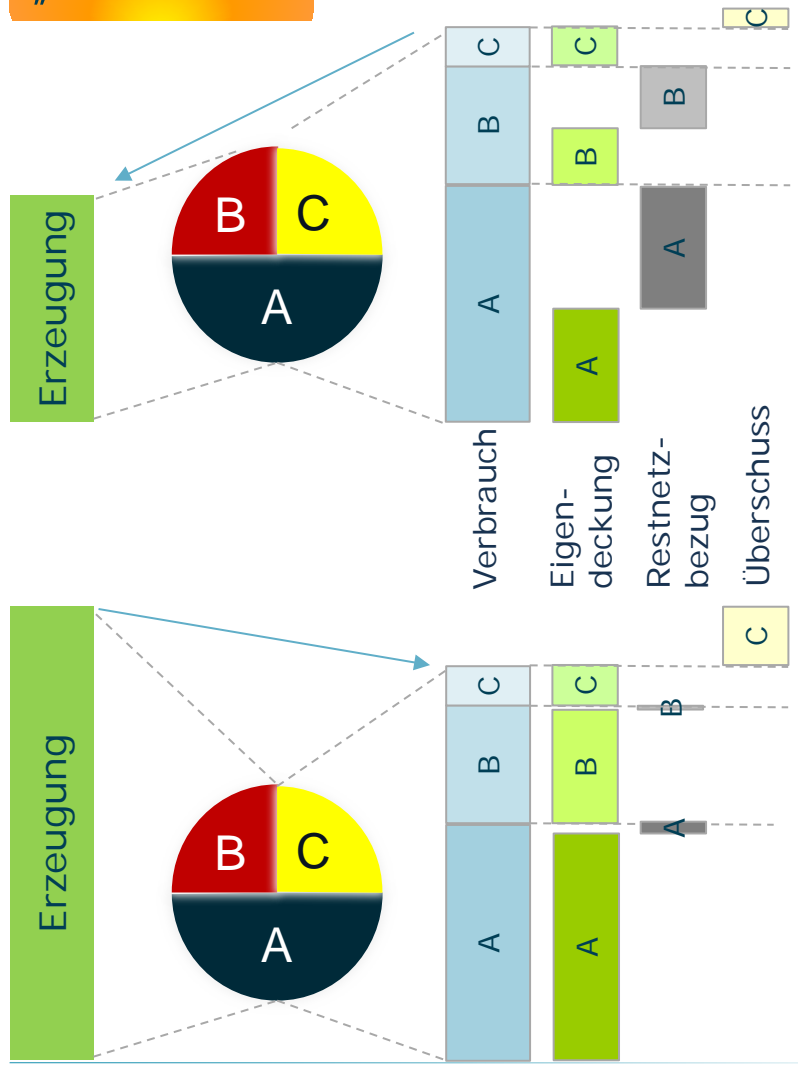 „
C
C
C
B
B
B
B
C
A
A
A
A
Erzeugung
Verbrauch
Eigen-
deckung
Restnetz-
bezug
Überschuss
C
C
C
B
B
B
B
C
A
A
A
A
Erzeugung